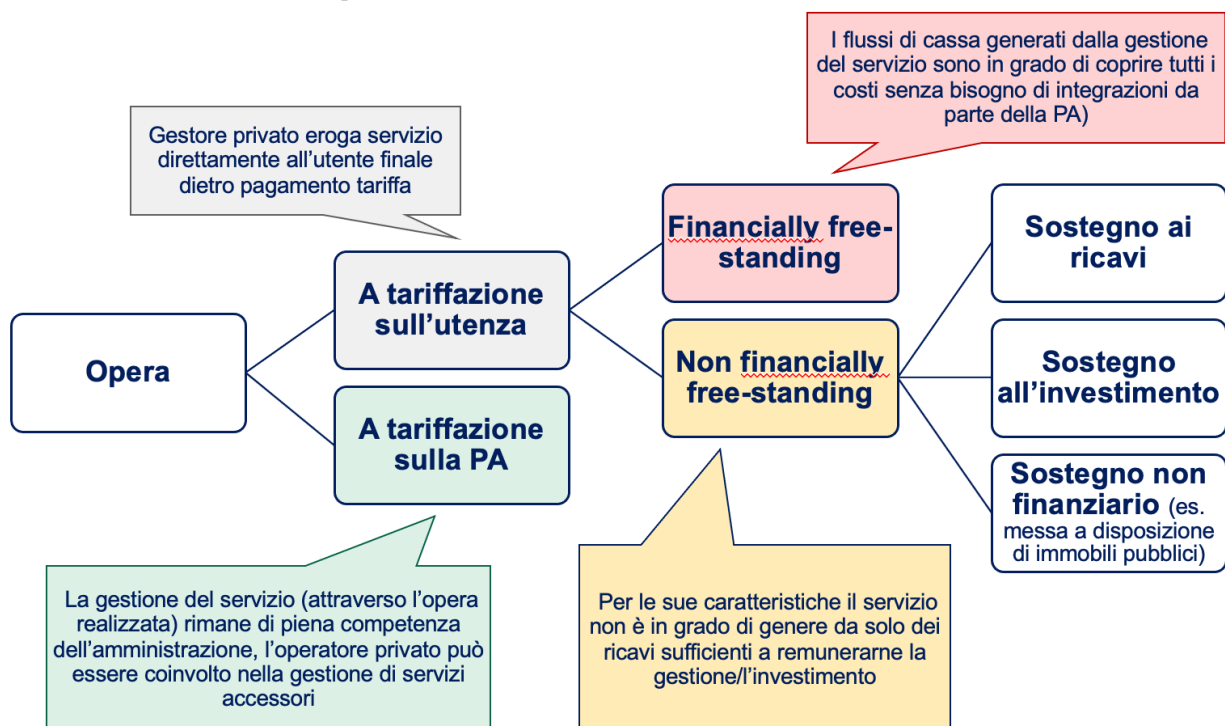 I flussi di cassa generati dalla gestione
del servizio sono in grado di coprire tutti i
costi senza bisogno di integrazioni da
parte della PA)
Gestore privato eroga servizio
direttamente all'utente finale
dietro pagamento tariffa
Financially free-
standing
Sostegno ai
ricavi
A tariffazione
sull'utenza
Opera
Non financially
free-standing
Sostegno
all'investimento
A tariffazione
sulla PA
Sostegno non
finanziario (es.
messa a disposizione
di immobili pubblici)
La gestione del servizio (attraverso l'opera
realizzata) rimane di piena competenza
dell'amministrazione, l'operatore privato può
essere coinvolto nella gestione di servizi
accessori
Per le sue caratteristiche il servizio
non è in grado di genere da solo dei
ricavi sufficienti a remunerarne la
gestione/l'investimento